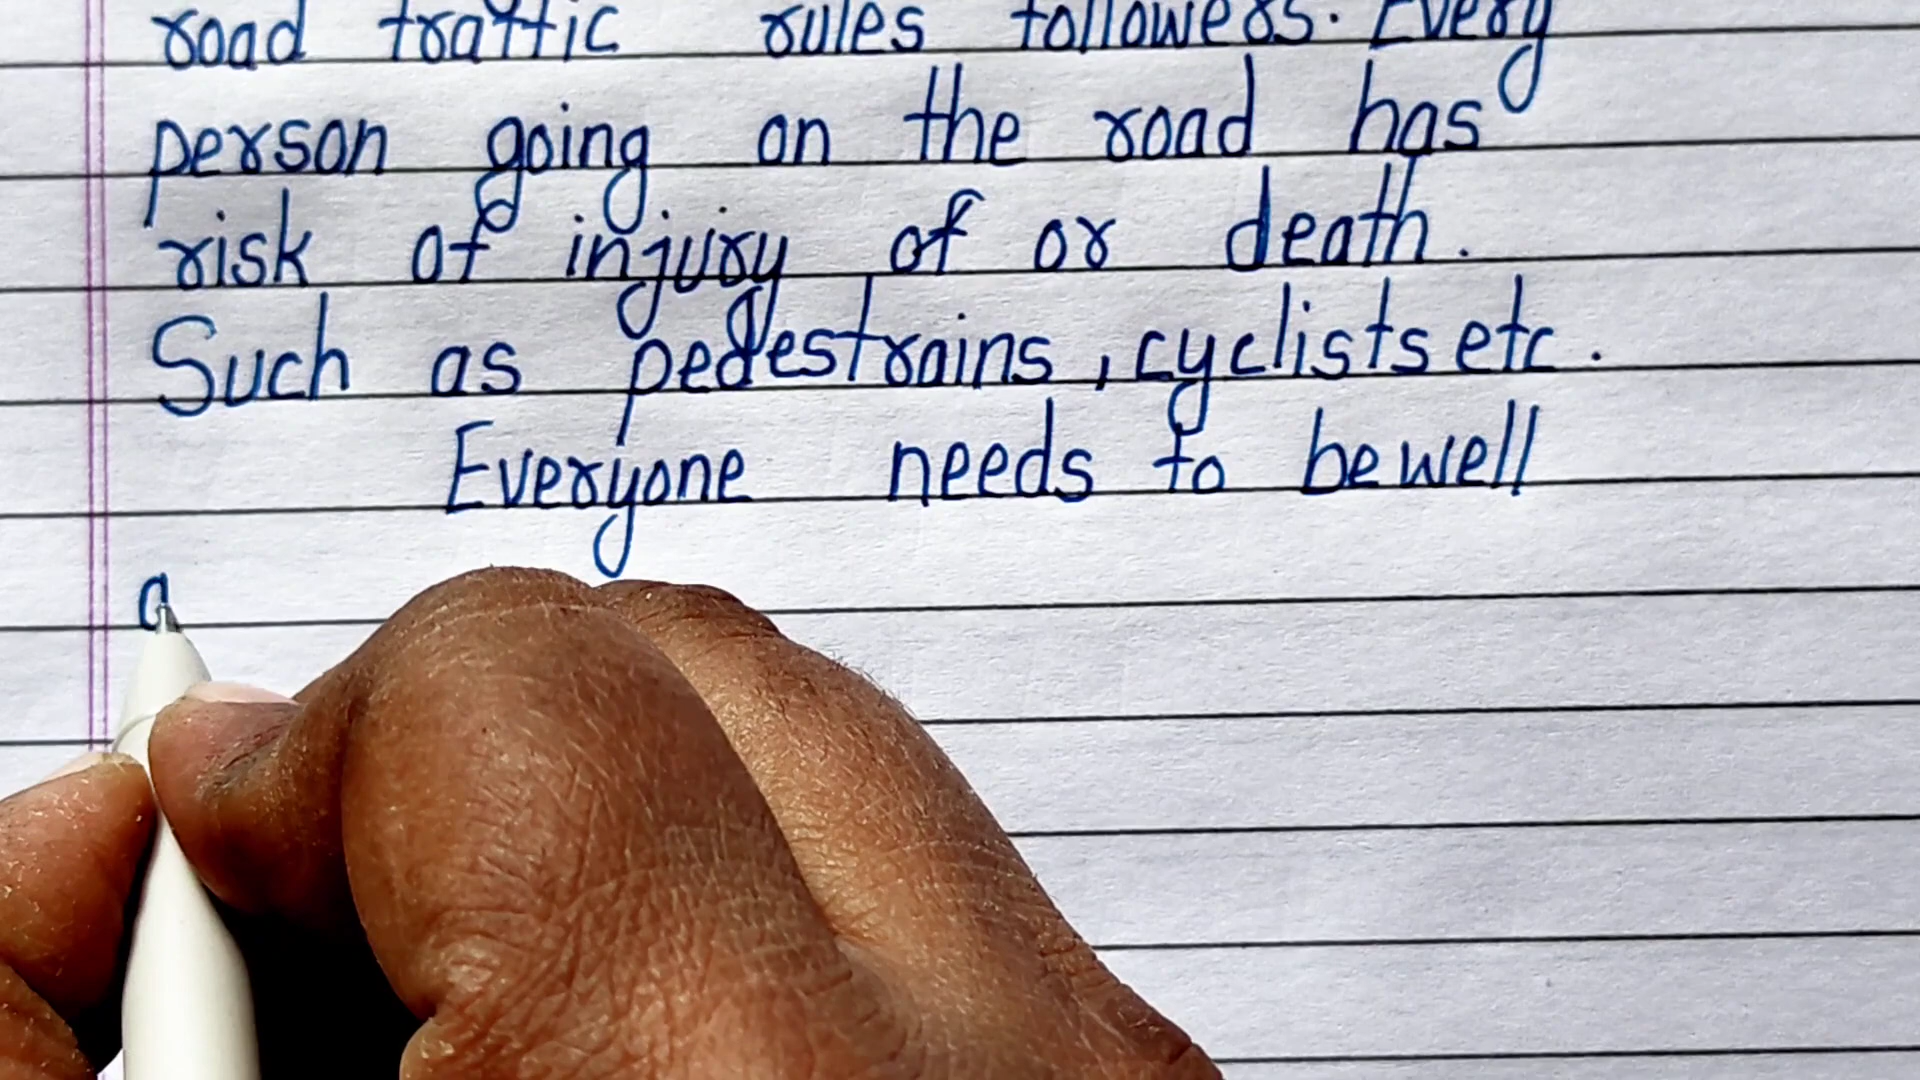 road traffic rules followers. Every
person going on the road has
risk of injury of or death.
Such as pedestrains, cyclists etc.
Everyone needs to be well
a